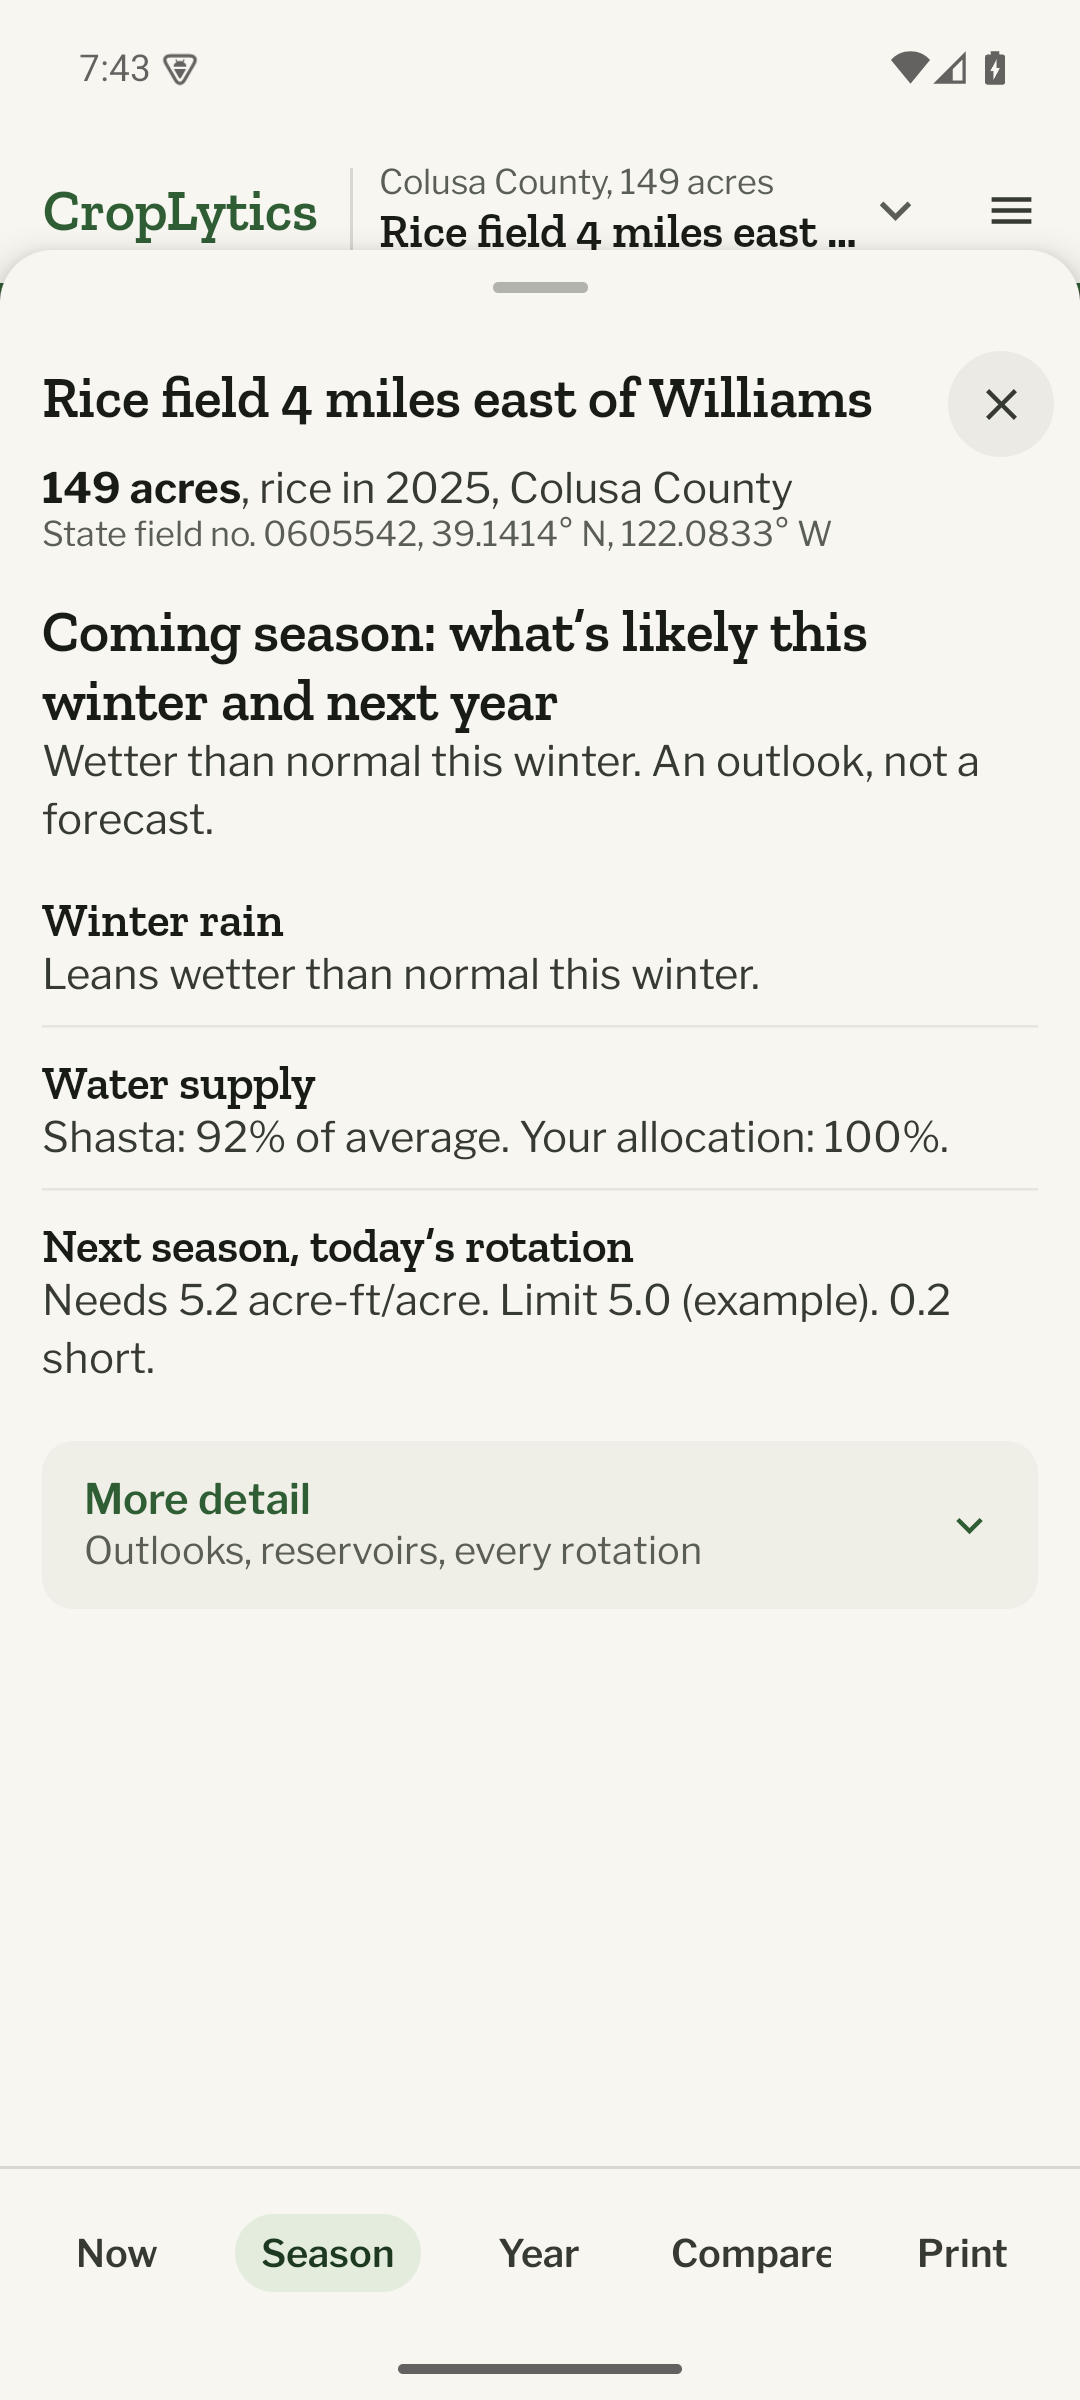 7:43
CropLytics
Colusa County, 149 acres
Rice field 4 miles east ...
Rice field 4 miles east of Williams
149 acres, rice in 2025, Colusa County
State field no. 0605542, 39.1414° N, 122.0833° W
Coming season: what’s likely this
winter and next year
Wetter than normal this winter. An outlook, not a
forecast.
Winter rain
Leans wetter than normal this winter.
Water supply
Shasta: 92% of average. Your allocation: 100%.
Next season, today’s rotation
Needs 5.2 acre-ft/acre. Limit 5.0 (example). 0.2
short.
More detail
Outlooks, reservoirs, every rotation
Now Season Year Compare Print